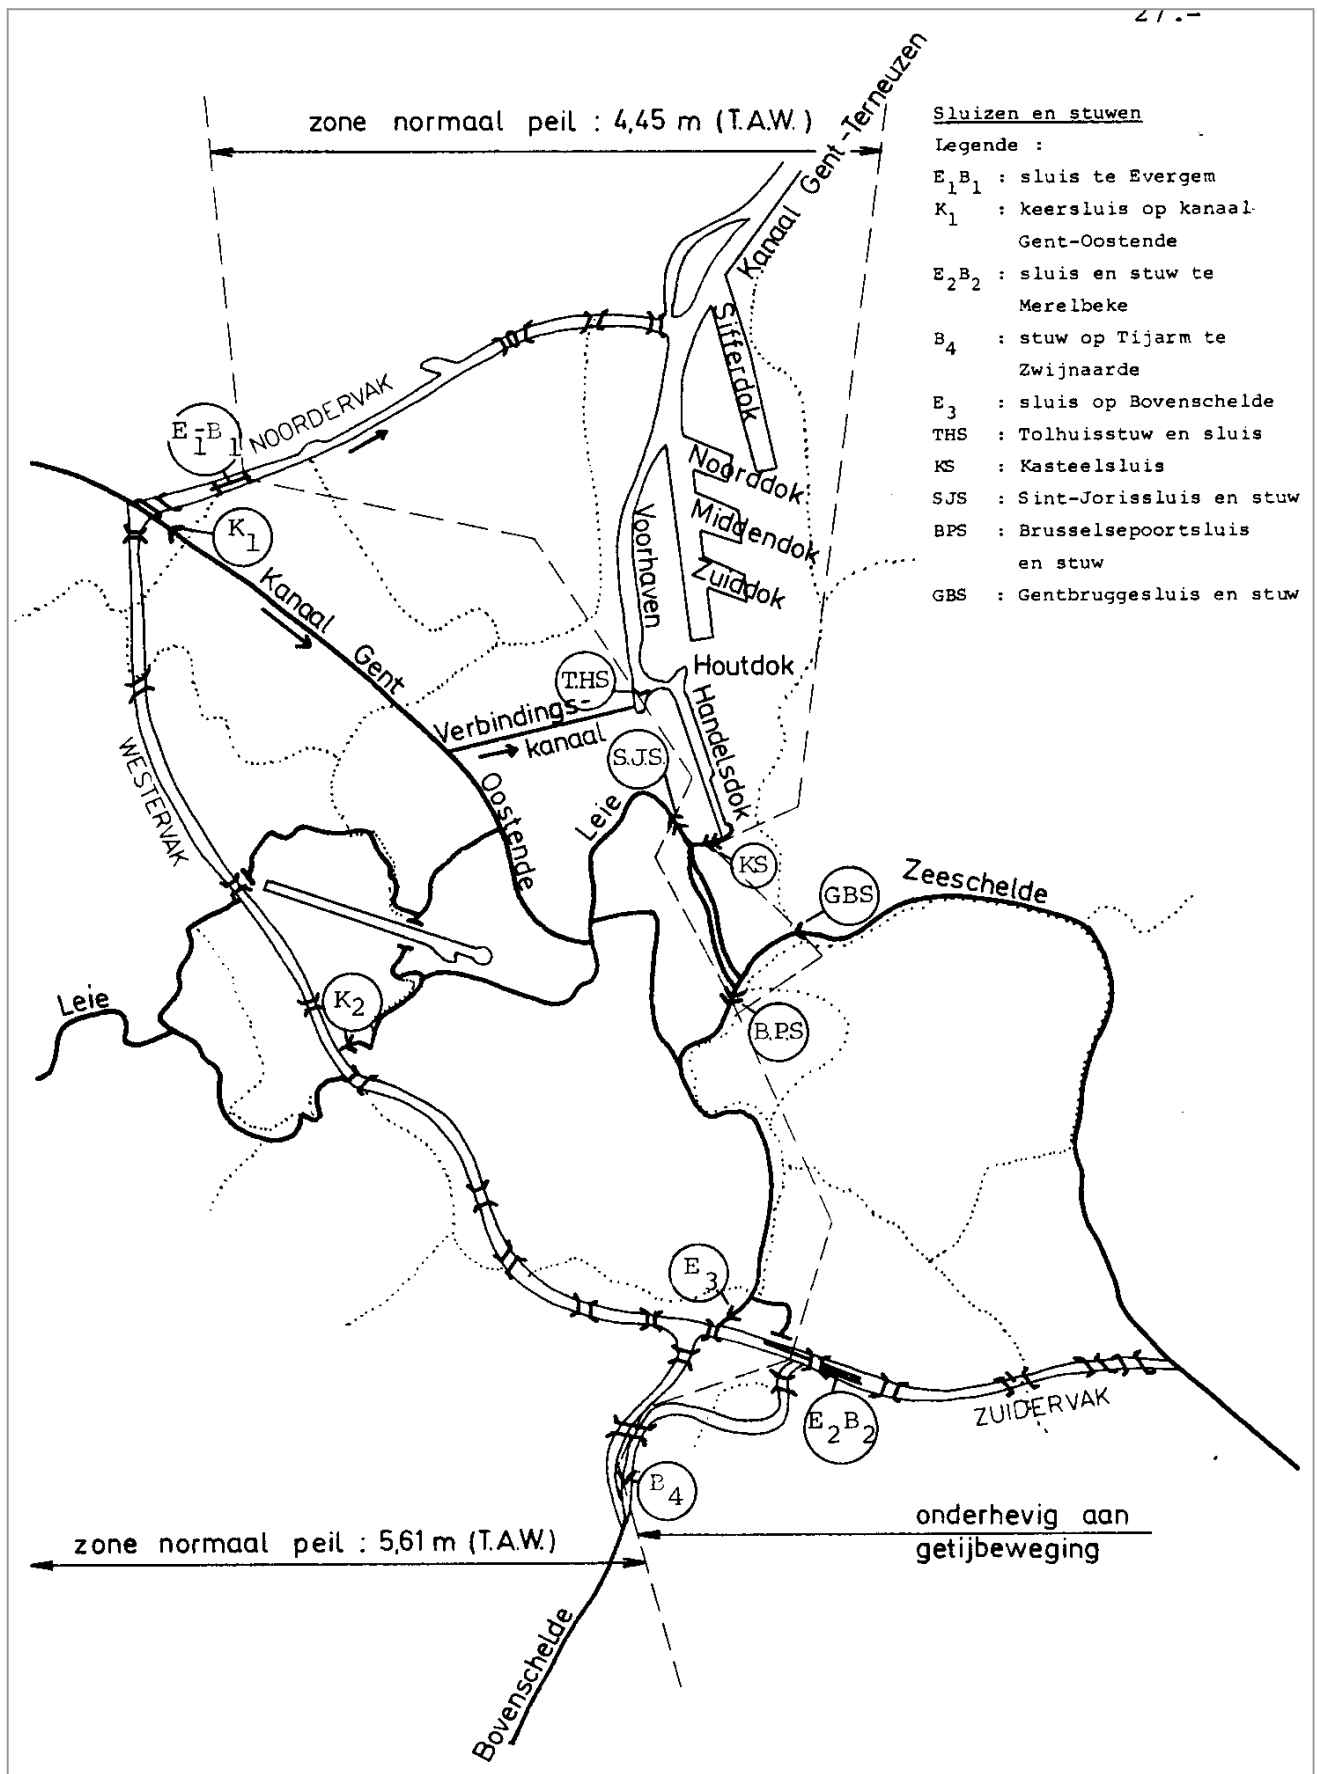 27.-
zone normaal peil : 4,45 m (T.A.W.)
Kanaal Gent-Terneuzen
Sluizen en stuwen
Legende :
E1B1 : sluis te Evergem
K1 : keersluis op kanaal
Gent-Oostende
E2B2 : sluis en stuw te
Merelbeke
B4 : stuw op Tijarm te
Zwijnaarde
E3 : sluis op Bovenschelde
THS : Tolhuisstuw en sluis
KS : Kasteelsluis
SJS : Sint-Jorissluis en stuw
BPS : Brusselsepoortsluis
en stuw
GBS : Gentbruggesluis en stuw
Sifferdok
NOORDERVAK
E1-B1
K1
Noorddok
Middendok
Zuiddok
Voorhaven
Kanaal Gent Oostende
Houtdok
T.HS
Handelsdok
Verbindings-
kanaal
S.J.S.
WESTERVAK
Leie
KS
GBS
Zeeschelde
Leie
K2
B.P.S
E3
E2B2
ZUIDERVAK
B4
zone normaal peil : 5,61 m (T.A.W.)
onderhevig aan
getijbeweging
Bovenschelde